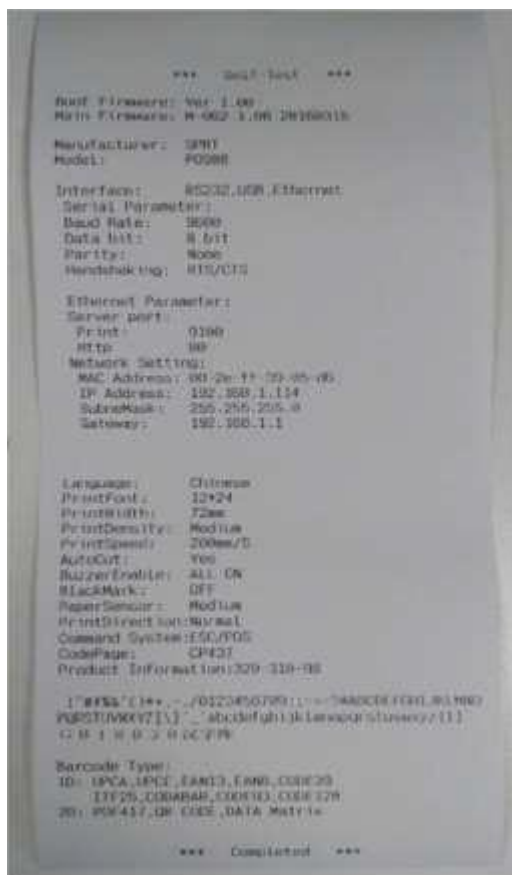 *** Self-Test ***
Boot Firmware: Ver 1.00
Main Firmware:
Manufacturer: SPRT
Model:
Interface: RS232,USB,Ethernet
Serial Parameter:
Baud Rate: 9600
Data bit: 8 bit
Parity: None
Handshaking: RTS/CTS
Ethernet Parameter:
Server port:
Print 9100
Http 80
Network Setting:
MAC Address:
IP Address: 192.168.1.114
SubneMask: 255.255.255.0
Gateway: 192.168.1.1
Language: Chinese
PrintFont: 12*24
PrintWidth: 72mm
PrintDensity: Medium
PrintSpeed: 200mm/S
AutoCut: Yes
BuzzerEnable: ALL ON
BlackMark: OFF
PaperSensor: Medium
PrintDirection:Normal
Command System:ESC/POS
CodePage: CP437
Product Information:
Barcode Type:
1D: UPCA,UPCE,EAN13,EAN8,CODE39
ITF25,CODABAR,CODE93,CODE128
2D: PDF417,QR CODE,DATA Matrix
*** Completed ***